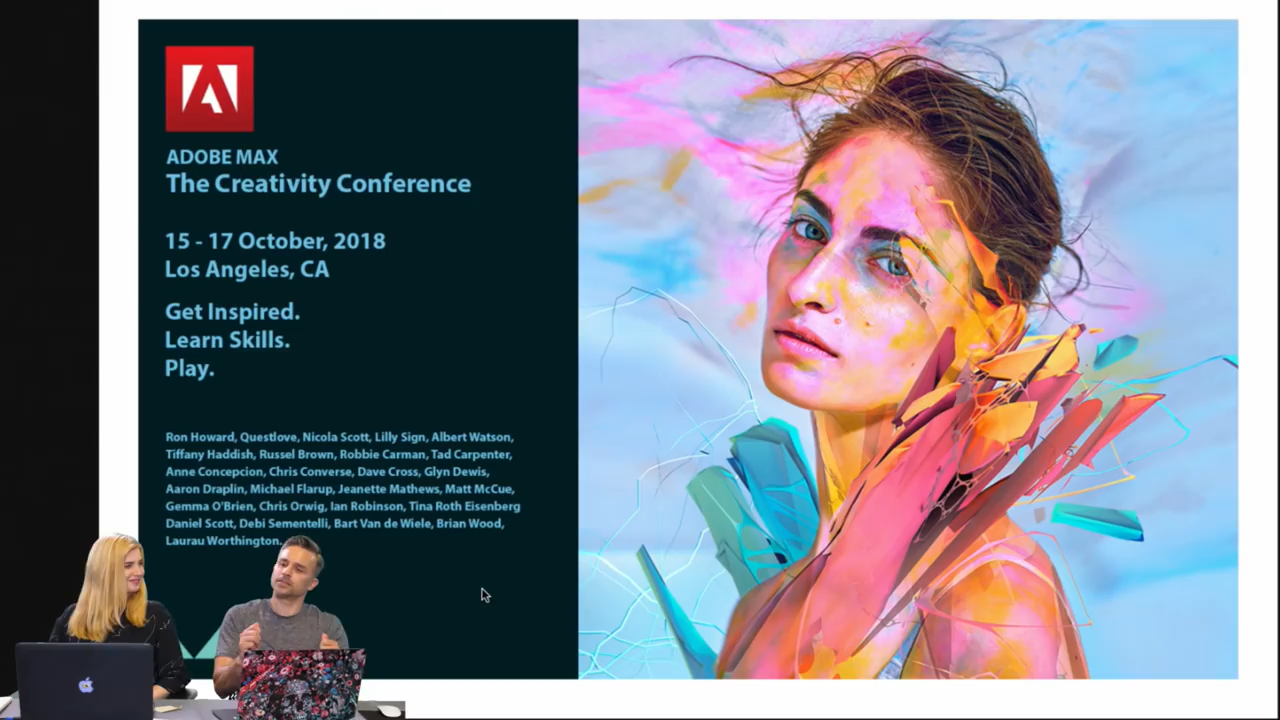 ADOBE MAX
The Creativity Conference
15 - 17 October, 2018
Los Angeles, CA
Get Inspired.
Learn Skills.
Play.
Ron Howard, Questlove, Nicola Scott, Lilly Sign, Albert Watson,
Tiffany Haddish, Russel Brown, Robbie Carman, Tad Carpenter,
Anne Concepcion, Chris Converse, Dave Cross, Glyn Dewis,
Aaron Draplin, Michael Flarup, Jeanette Mathews, Matt McCue,
Gemma O'Brien, Chris Orwig, Ian Robinson, Tina Roth Eisenberg
Daniel Scott, Debi Sementelli, Bart Van de Wiele, Brian Wood,
Laurau Worthington.